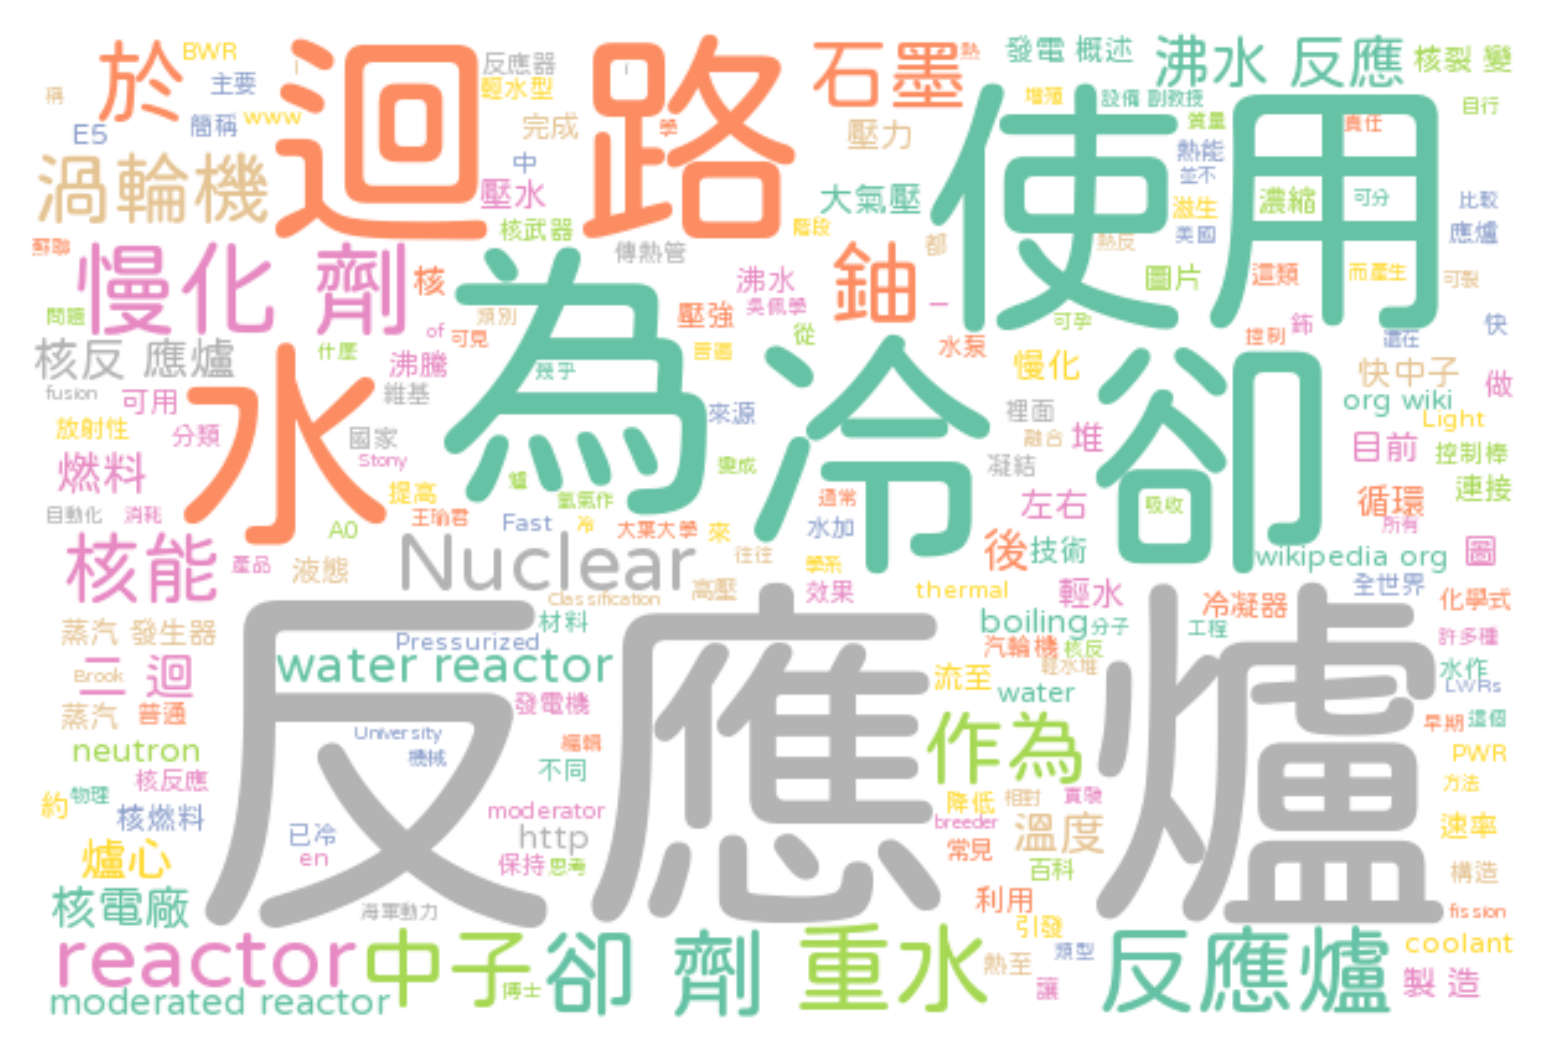 於
BWR
迴路
反應器
石墨
熱
發電 概述
沸水 反應
核裂 變
稱
主要
輕水型
增殖
設備 副教授
目行
E5
簡稱
www
完成
學
壓力
使用
質量
責任
渦輪機
中
壓水
大氣壓
熱能
並不
濃縮
可分
比較
核武器
階段
滋生
美國
應爐
蘇聯
慢化 劑
核
傳熱管
沸水
吳佩學
鈾
都
熱反
圖片
這類
而產生
可裂
問題
of
可見
類別
為冷卻
壓強
從
一
可孕
控制
鈽
還在
快
核反 應爐
什麼
沸騰
幾乎
普通
水泵
慢化
快中子
做
fusion
可用
水
維基
來源
裡面
org wiki
Light
放射性
分類
國家
Stony
融合
堆
目前
控制棒
燃料
提高
爐
變成
凝結
吸收
連接
自動化
消耗
A0
王瑜君
氫氣作
通常
左右
循環
所有
Fast
冷
大葉大學
來
水加
核能
產品
液態
Nuclear
往往
學系
後
技術
wikipedia org
圖
Classification
高壓
效果
thermal
輕水
全世界
冷凝器
化學式
蒸汽 發生器
反應爐
材料
Pressurized
boiling
分子
工程
許多種
汽輪機
核反
二 迴
Brook
water reactor
流至
輕水堆
水作
LWRs
蒸汽
普通
發電機
water
早期
這個
neutron
University
機械
編輯
不同
作為
PWR
核反應
約
物理
核燃料
moderator
降低
相對
實驗
方法
已冷
en
http
breeder
溫度
速率
爐心
保持
思考
常見
百科
構造
核電廠
海軍動力
利用
引發
fission
reactor
中子
博士
卻 劑
重水
熱至
類型
讓
反應爐
coolant
製 造
moderated reactor